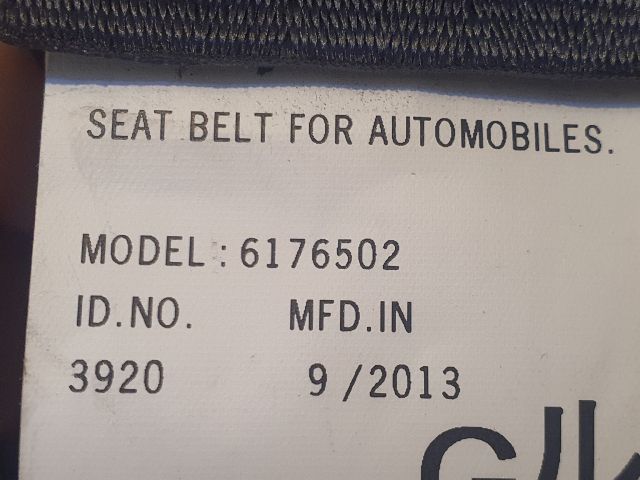 SEAT BELT FOR AUTOMOBILES.
MODEL : 6176502
ID.NO. MFD.IN
3920 9 / 2013